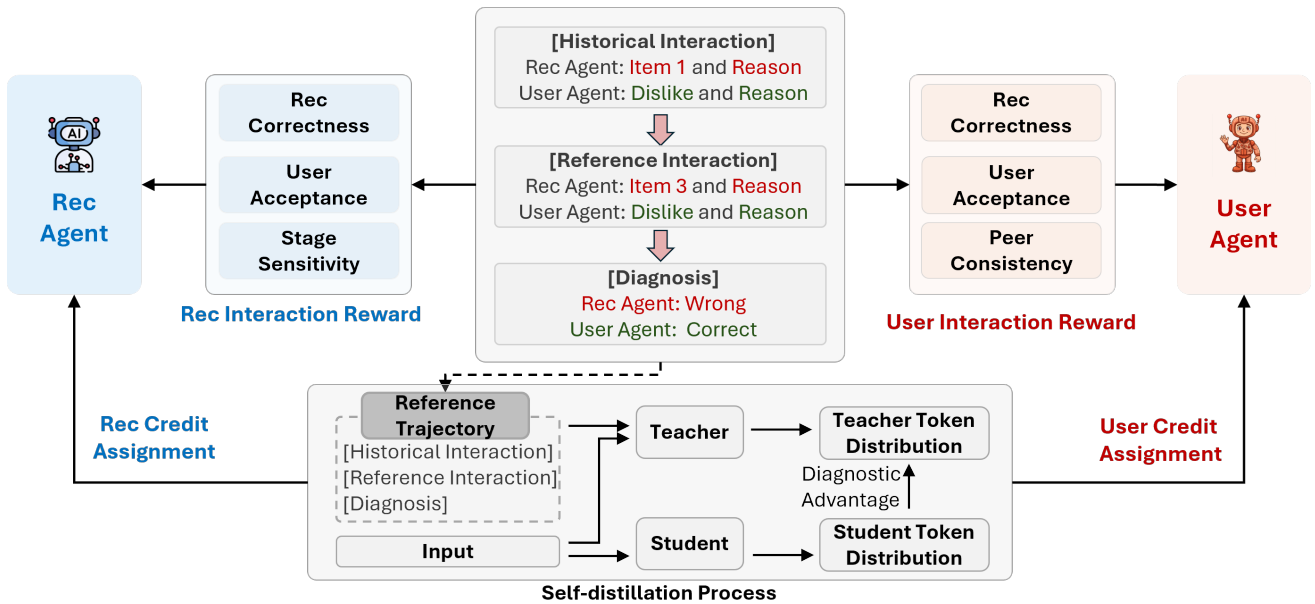 [Historical Interaction]
Rec Agent: Item 1 and Reason
User Agent: Dislike and Reason
[Reference Interaction]
Rec Agent: Item 3 and Reason
User Agent: Dislike and Reason
[Diagnosis]
Rec Agent: Wrong
User Agent: Correct
AI
Rec
Agent
Rec
Correctness
User
Acceptance
Stage
Sensitivity
Rec Interaction Reward
Rec
Correctness
User
Acceptance
Peer
Consistency
User Interaction Reward
User
Agent
Rec Credit
Assignment
Reference
Trajectory
[Historical Interaction]
[Reference Interaction]
[Diagnosis]
Input
Teacher
Student
Teacher Token
Distribution
Diagnostic
Advantage
Student Token
Distribution
User Credit
Assignment
Self-distillation Process